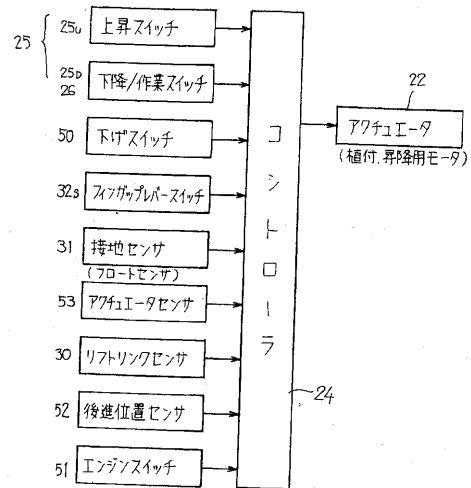 25
25u
上昇スイッチ
25D
26
下降/作業スイッチ
50
下げスイッチ
32s
フィンガップレバースイッチ
31
接地センサ
(フロートセンサ)
53
アクチュエータセンサ
30
リフトリンクセンサ
52
後進位置センサ
51
エンジンスイッチ
コントローラ
24
22
アクチュエータ
(植付、昇降用モータ)